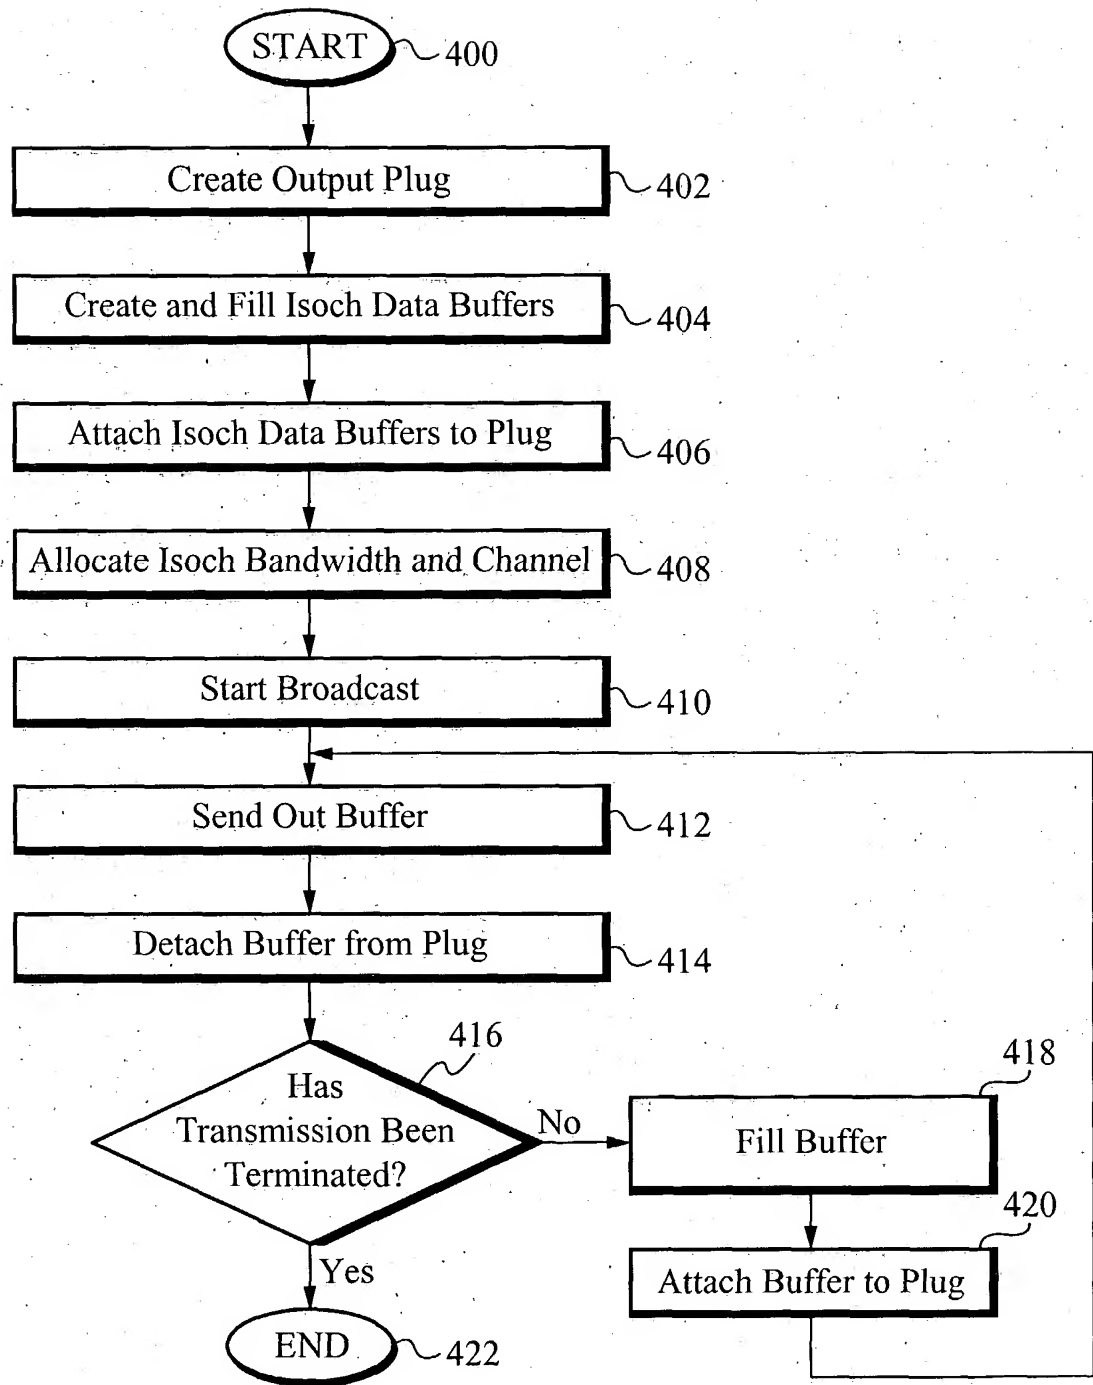 START
400
Create Output Plug
402
Create and Fill Isoch Data Buffers
404
Attach Isoch Data Buffers to Plug
406
Allocate Isoch Bandwidth and Channel
408
Start Broadcast
410
Send Out Buffer
412
Detach Buffer from Plug
414
416
Has
Transmission Been
Terminated?
No
418
Fill Buffer
420
Attach Buffer to Plug
Yes
END
422